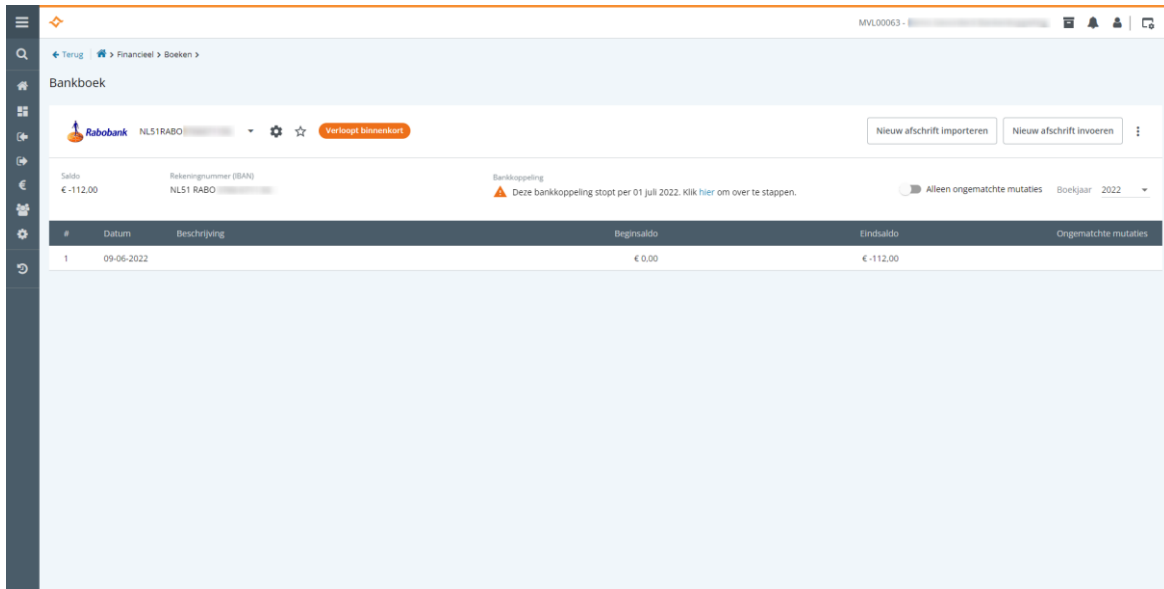 MVL00063 -
Terug > Financieel > Boeken >
Bankboek
Rabobank NL51RABO Verloopt binnenkort Nieuw afschrift importeren Nieuw afschrift invoeren
Saldo Rekeningnummer (IBAN) Bankkoppeling
€ -112,00 NL51 RABO Deze bankkoppeling stopt per 01 juli 2022. Klik hier om over te stappen. Alleen ongematchte mutaties Boekjaar 2022
# Datum Beschrijving Beginsaldo Eindsaldo Ongematchte mutaties
1 09-06-2022 € 0,00 € -112,00